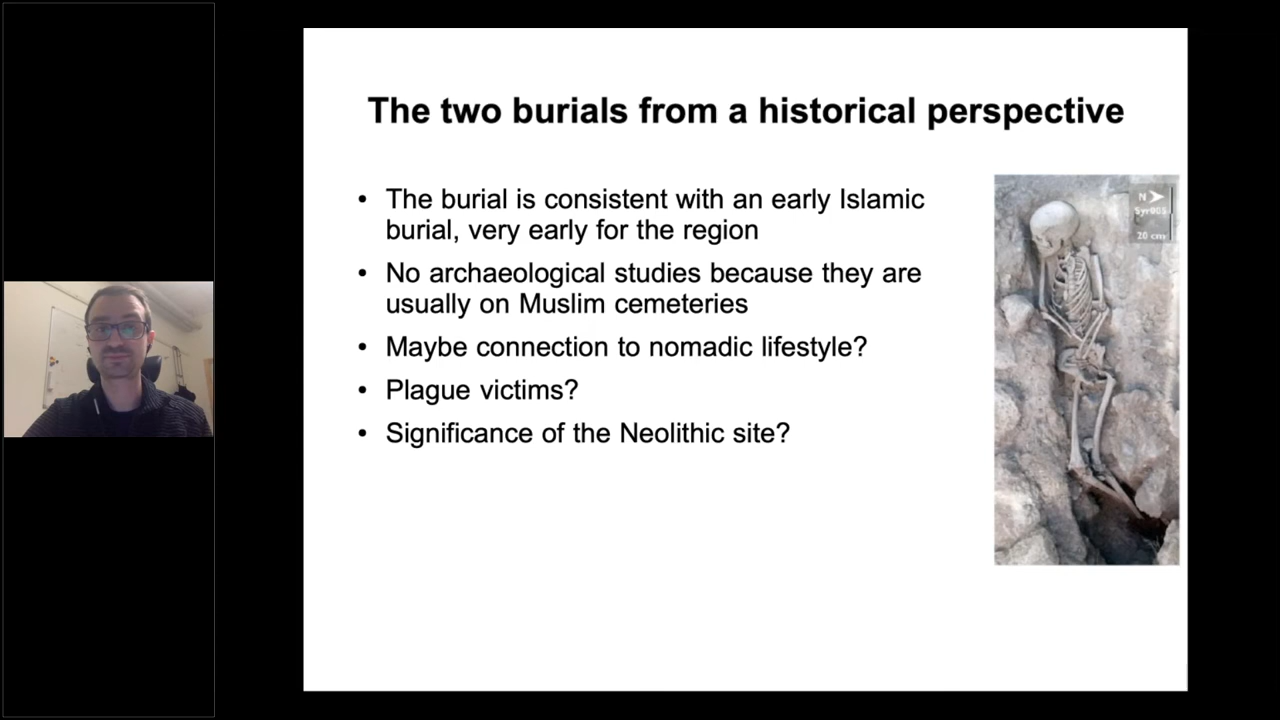 The two burials from a historical perspective
• The burial is consistent with an early Islamic
burial, very early for the region
• No archaeological studies because they are
usually on Muslim cemeteries
• Maybe connection to nomadic lifestyle?
• Plague victims?
• Significance of the Neolithic site?
N
Syr005
20 cm